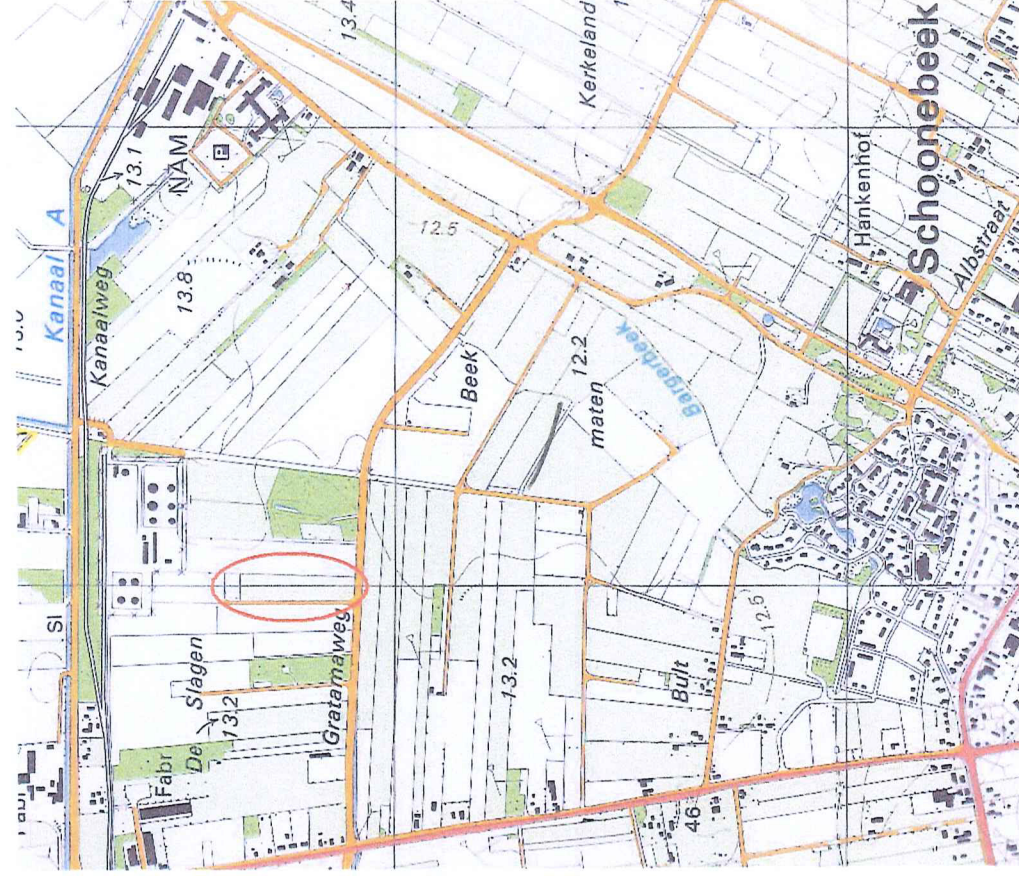 13.4
Kerkeland
Schoonebeek
13.1
NAM
Hankenhof
Kanaal A
Kanaalweg
13.8
12.5
Albstraat
Beek
12.2
maten
Bargerbeek
Sl
De Slagen
13.2
Gratamaweg
13.2
Bult
12.5
Fabr
46